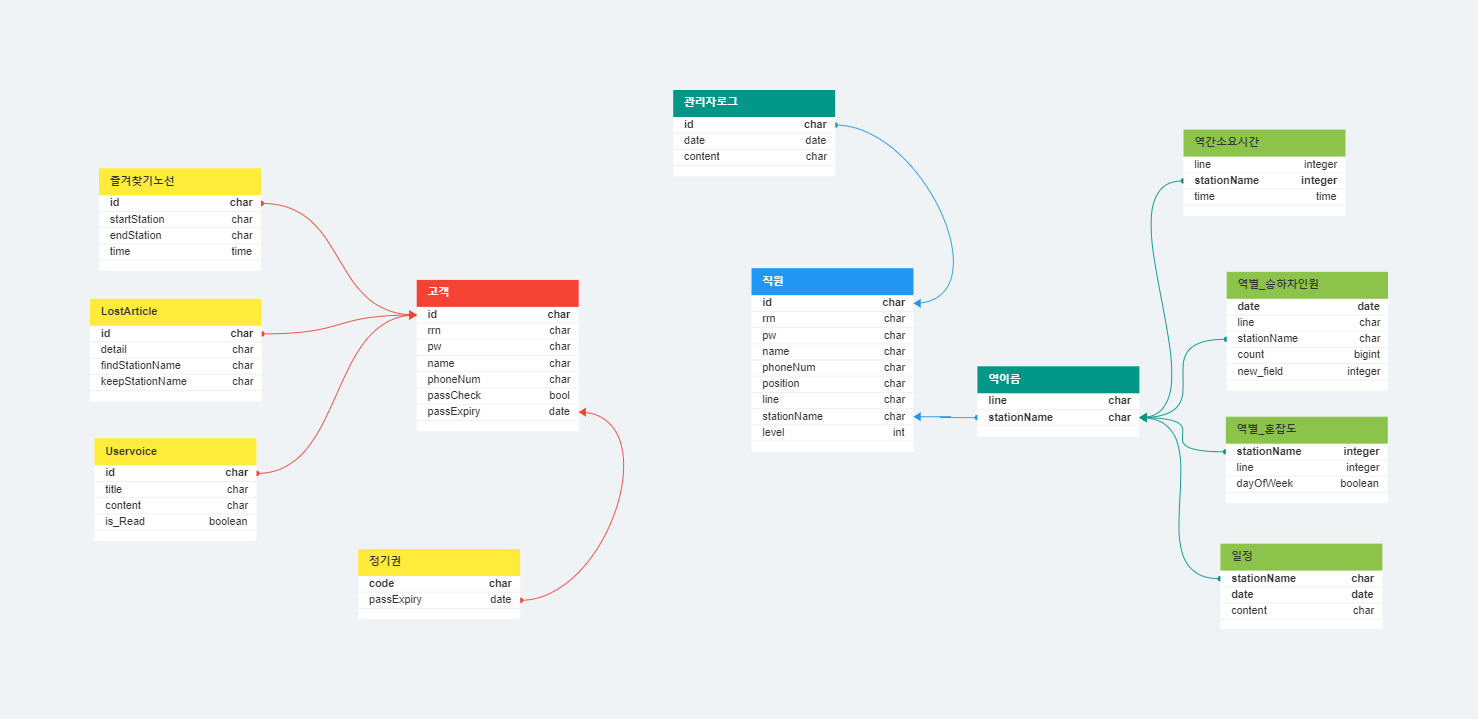 즐겨찾기노선
id char
startStation char
endStation char
time time
LostArticle
id char
detail char
findStationName char
keepStationName char
Uservoice
id char
title char
content char
is_Read boolean
고객
id char
rrn char
pw char
name char
phoneNum char
passCheck bool
passExpiry date
정기권
code char
passExpiry date
관리자로그
id char
date date
content char
직원
id char
rrn char
pw char
name char
phoneNum char
position char
line char
stationName char
level int
역이름
line char
stationName char
역간소요시간
line integer
stationName integer
time time
역별_승하차인원
date date
line char
stationName char
count bigint
new_field integer
역별_혼잡도
stationName integer
line integer
dayOfWeek boolean
일정
stationName char
date date
content char